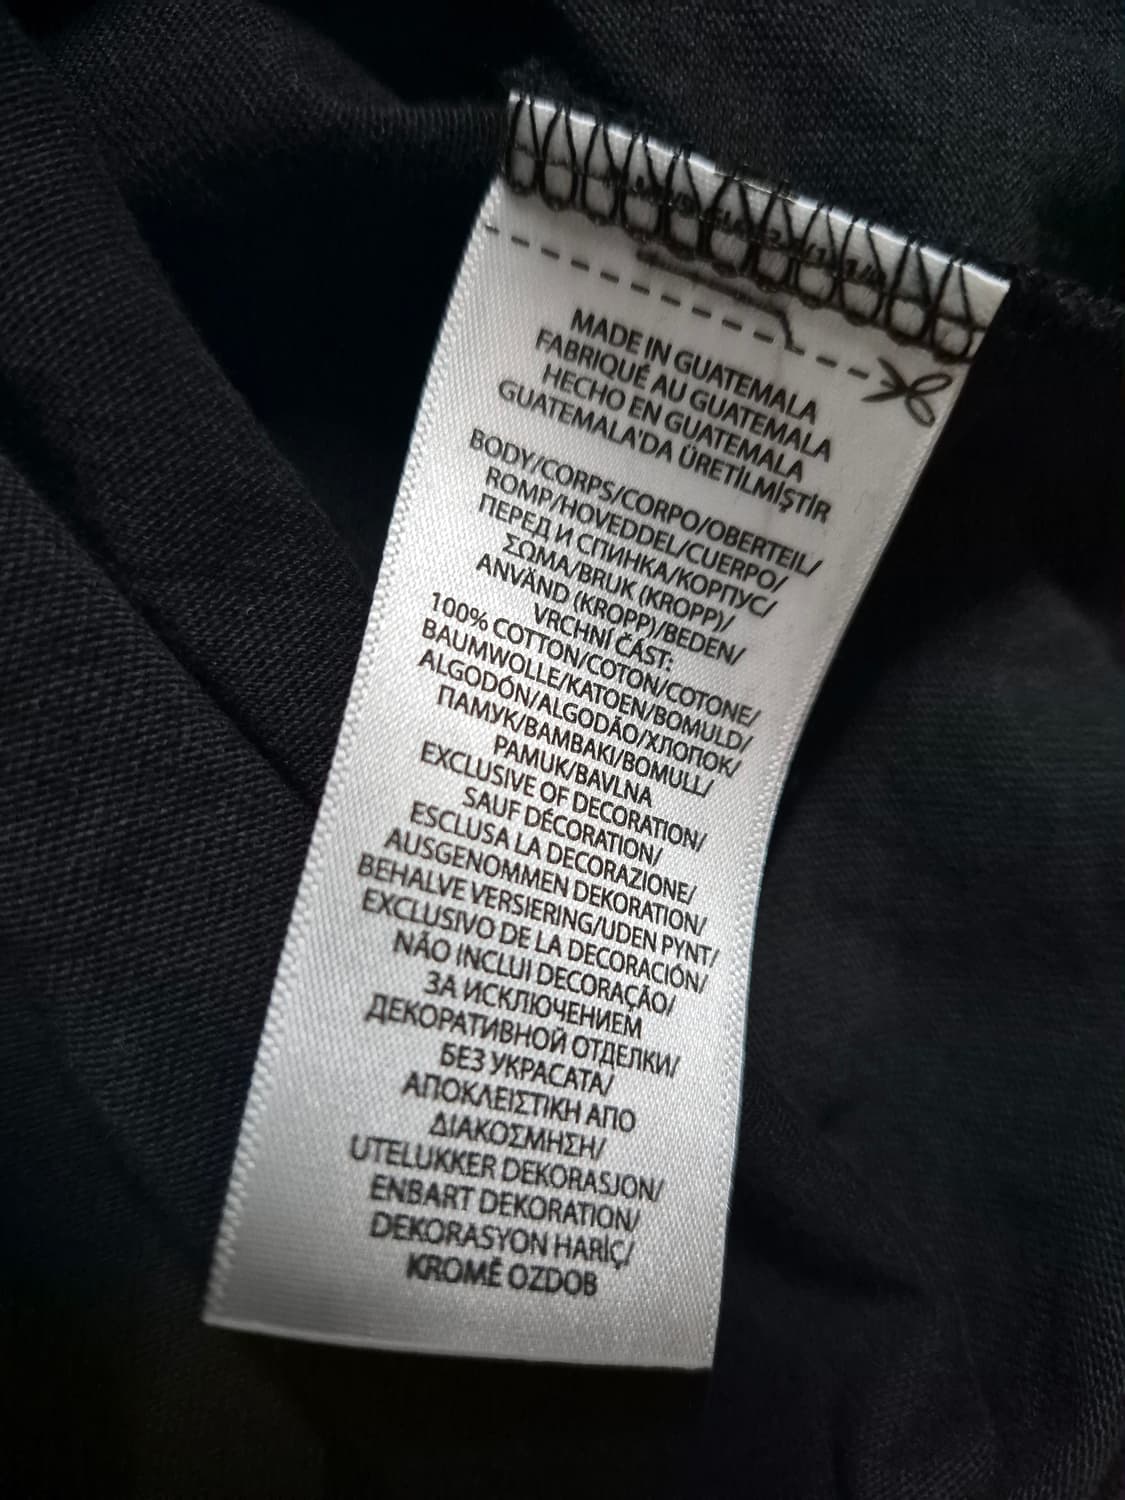 MADE IN GUATEMALA
FABRIQUÉ AU GUATEMALA
HECHO EN GUATEMALA
GUATEMALA'DA ÜRETİLMİŞTİR
BODY/CORPS/CORPO/OBERTEIL/
ROMP/HOVEDDEL/CUERPO/
ПЕРЕД И СПИНКА/КОРПУС/
ΣΩΜΑ/BRUK (KROPP)/
ANVÄND (KROPP)/BEDEN/
VRCHNÍ ČÁST:
100% COTTON/COTON/COTONE/
BAUMWOLLE/KATOEN/BOMULD/
ALGODÓN/ALGODÃO/ХЛОПОК/
ПАМУК/BAMBAKI/BOMULL/
PAMUK/BAVLNA
EXCLUSIVE OF DECORATION/
SAUF DÉCORATION/
ESCLUSA LA DECORAZIONE/
AUSGENOMMEN DEKORATION/
BEHALVE VERSIERING/UDEN PYNT/
EXCLUSIVO DE LA DECORACIÓN/
NÃO INCLUI DECORAÇÃO/
ЗА ИСКЛЮЧЕНИЕМ
ДЕКОРАТИВНОЙ ОТДЕЛКИ/
БЕЗ УКРАСАТА/
ΑΠΟΚΛΕΙΣΤΙΚΗ ΑΠΟ
ΔΙΑΚΟΣΜΗΣΗ/
UTELUKKER DEKORASJON/
ENBART DEKORATION/
DEKORASYON HARİÇ/
KROMĚ OZDOB